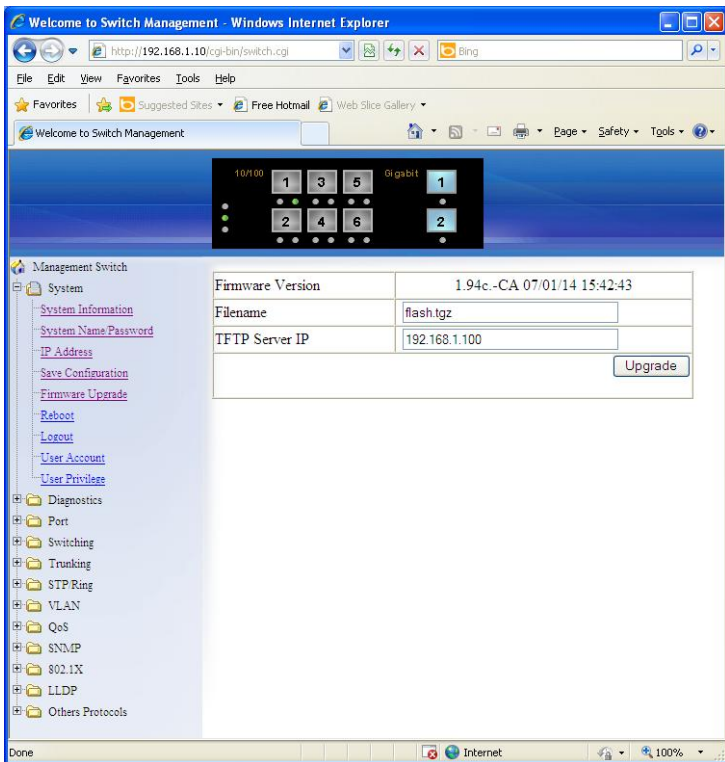 Welcome to Switch Management - Windows Internet Explorer
http://192.168.1.10/cgi-bin/switch.cgi
Bing
File Edit View Favorites Tools Help
Favorites Suggested Sites Free Hotmail Web Slice Gallery
Welcome to Switch Management Page Safety Tools
10/100 1 3 5 Gigabit 1
2 4 6 2
Management Switch
System
System Information
System Name/Password
IP Address
Save Configuration
Firmware Upgrade
Reboot
Logout
User Account
User Privilege
Diagnostics
Port
Switching
Trunking
STP/Ring
VLAN
QoS
SNMP
802.1X
LLDP
Others Protocols
Firmware Version 1.94c.-CA 07/01/14 15:42:43
Filename flash.tgz
TFTP Server IP 192.168.1.100
Upgrade
Done Internet 100%